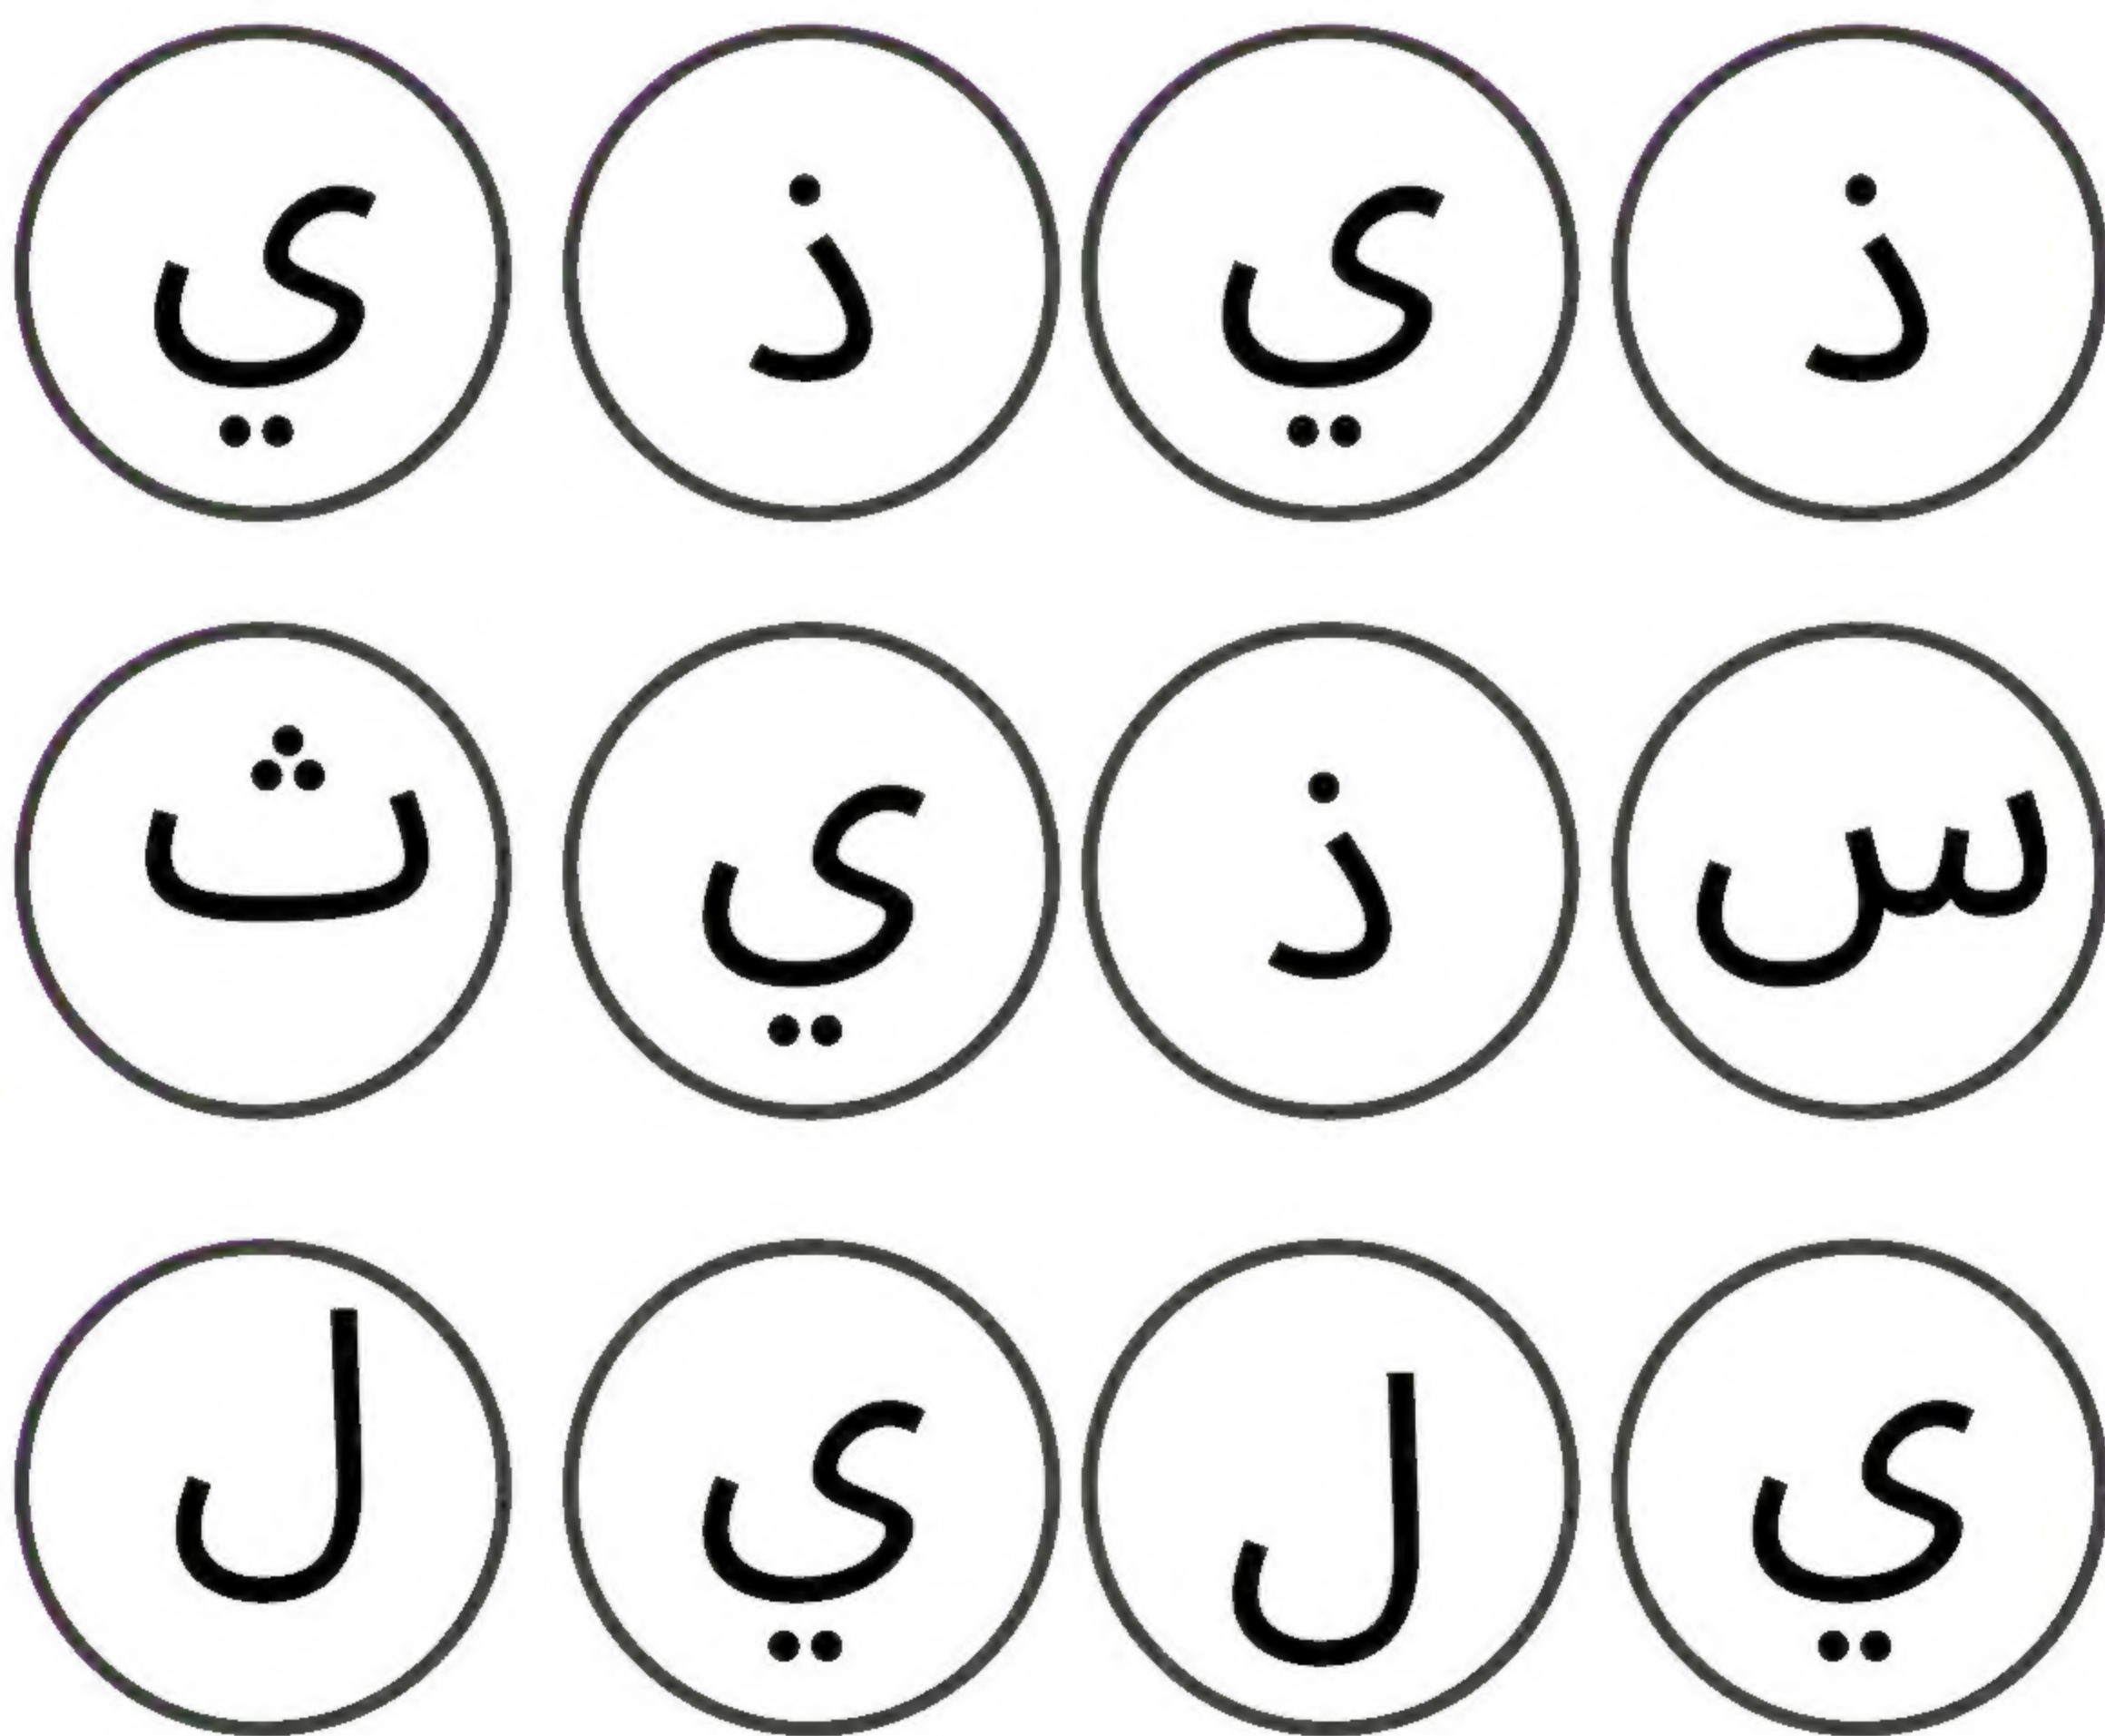 ذ ي ذ ي
س ذ ي ث
ي ل ي ل